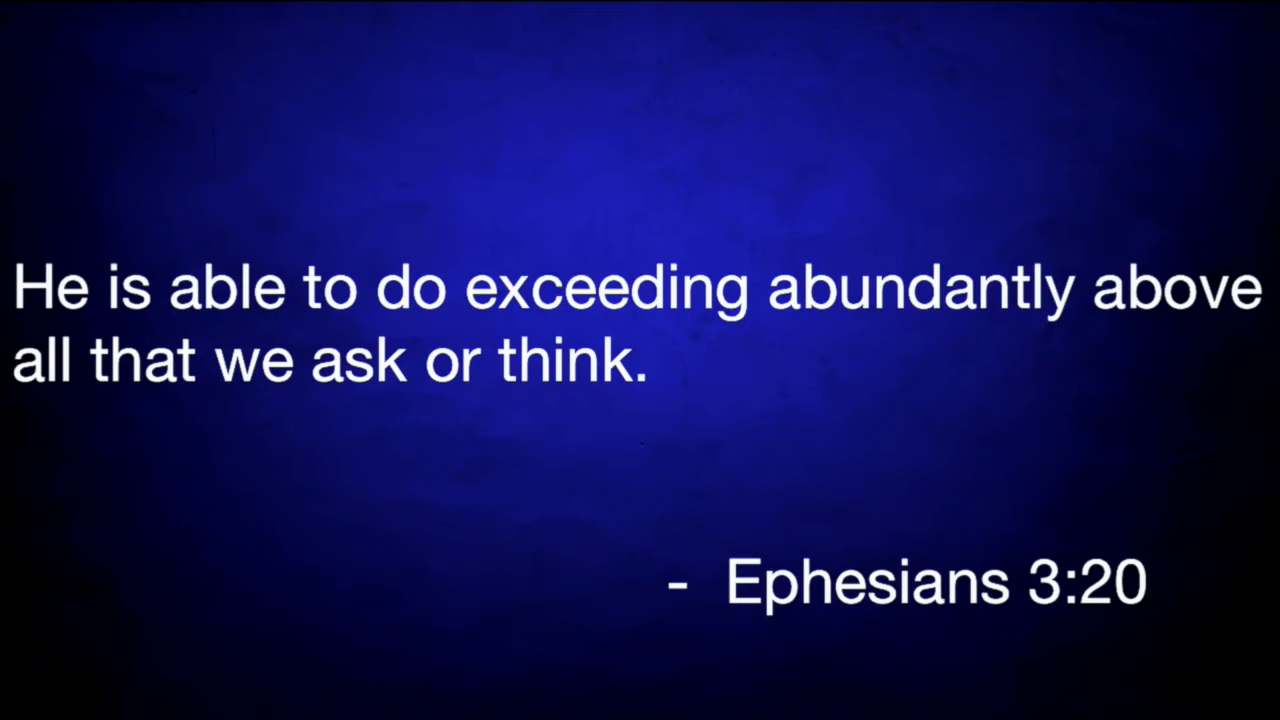 He is able to do exceeding abundantly above
all that we ask or think.
- Ephesians 3:20